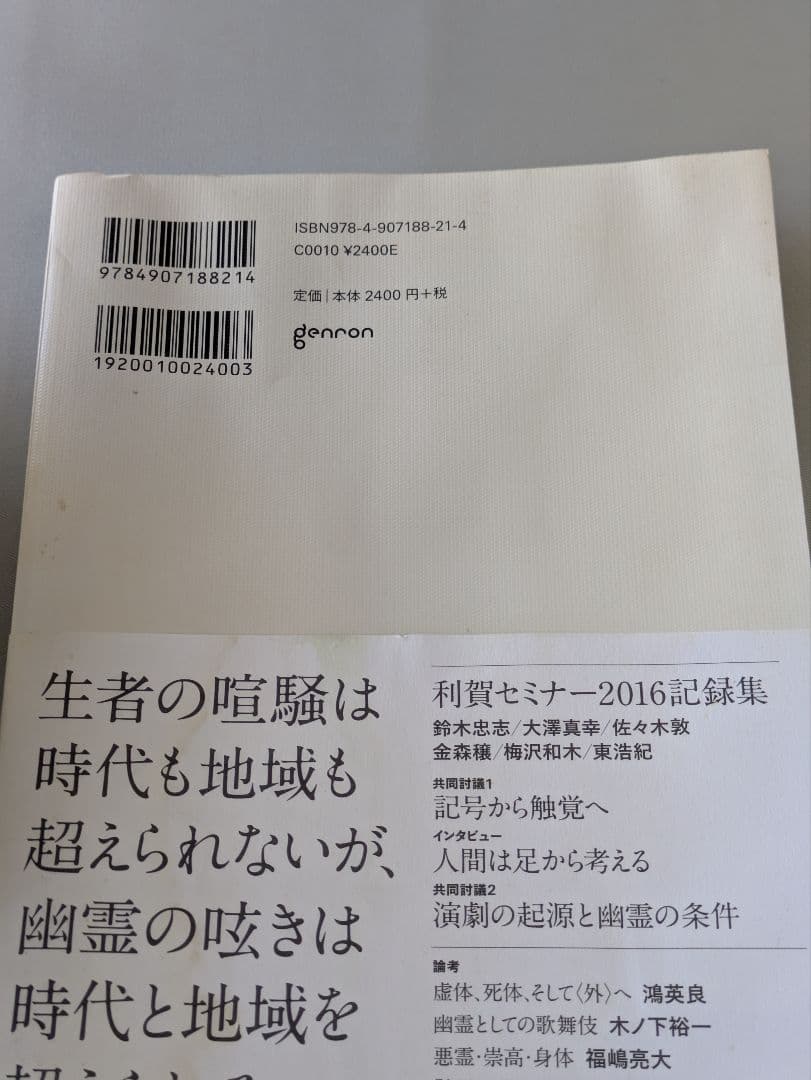 ISBN978-4-907188-21-4
C0010 ¥2400E
9784907188214
定価|本体 2400 円+税
genron
1920010024003
生者の喧騒は
時代も地域も
超えられないが、
幽霊の呟きは
時代と地域を
利賀セミナー2016記録集
鈴木忠志/大澤真幸/佐々木敦
金森穣/梅沢和木/東浩紀
共同討議1
記号から触覚へ
インタビュー
人間は足から考える
共同討議2
演劇の起源と幽霊の条件
論考
虚体、死体、そして〈外〉へ 鴻英良
幽霊としての歌舞伎 木ノ下裕一
悪霊・崇高・身体 福嶋亮大